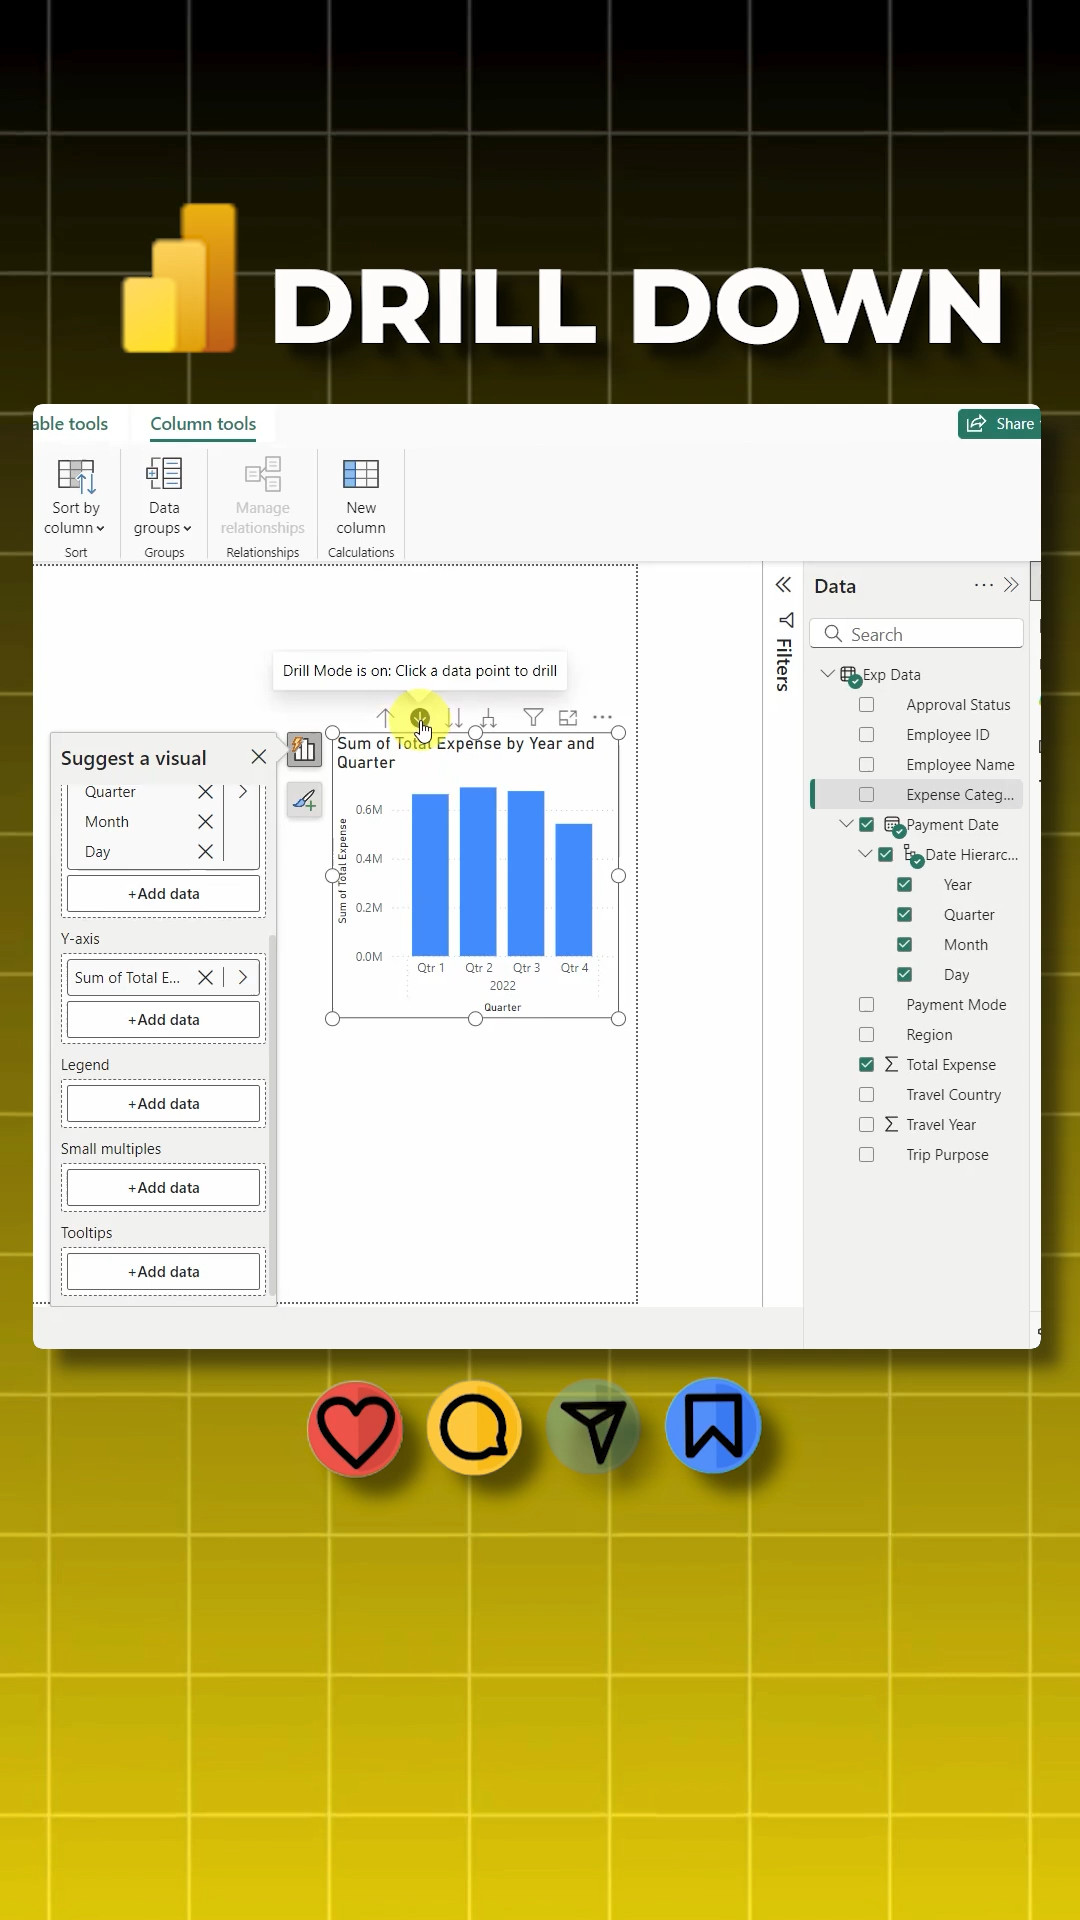 DRILL DOWN
able tools
Column tools
Share
Sort by
column
Data
groups
Manage
relationships
New
column
Sort
Groups
Relationships
Calculations
Drill Mode is on: Click a data point to drill
Suggest a visual
Quarter
Month
Day
+Add data
Y-axis
Sum of Total E...
+Add data
Legend
+Add data
Small multiples
+Add data
Tooltips
+Add data
Sum of Total Expense by Year and
Quarter
Sum of Total Expense
0.6M
0.4M
0.2M
0.0M
Qtr 1 Qtr 2 Qtr 3 Qtr 4
2022
Quarter
Filters
Data
Search
Exp Data
Approval Status
Employee ID
Employee Name
Expense Categ...
Payment Date
Date Hierarc...
Year
Quarter
Month
Day
Payment Mode
Region
Total Expense
Travel Country
Travel Year
Trip Purpose